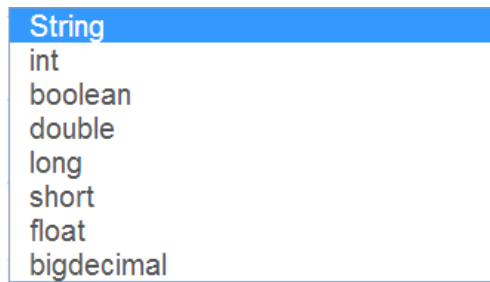 String
int
boolean
double
long
short
float
bigdecimal